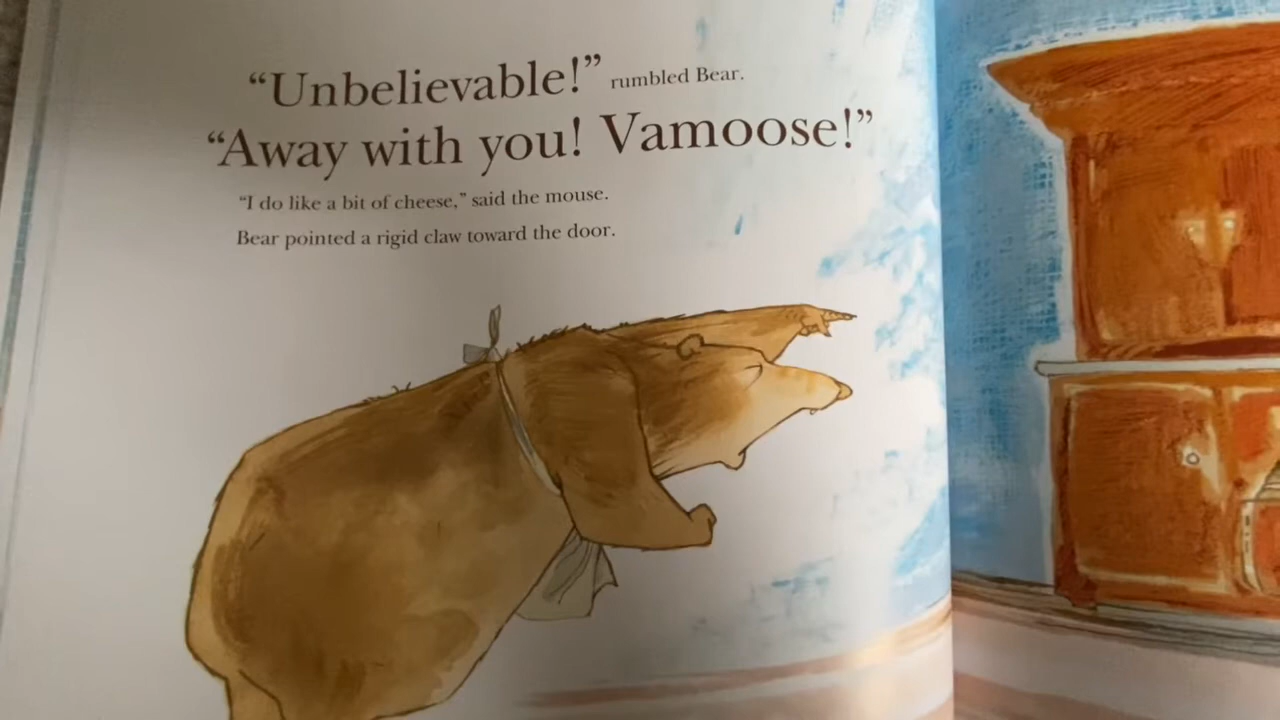 “Unbelievable!” rumbled Bear.
“Away with you! Vamoose!”
“I do like a bit of cheese,” said the mouse.
Bear pointed a rigid claw toward the door.